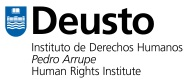 Deusto
Instituto de Derechos Humanos
Pedro Arrupe
Human Rights Institute